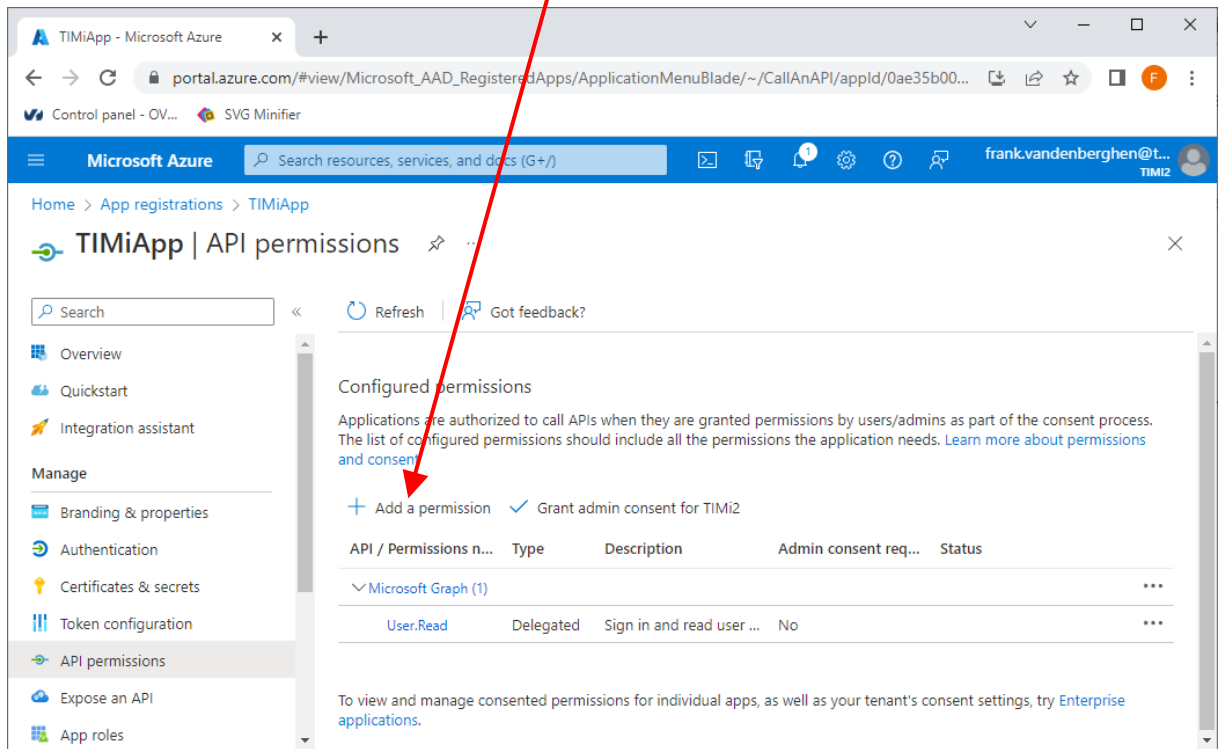 TIMiApp - Microsoft Azure
portal.azure.com/#view/Microsoft_AAD_RegisteredApps/ApplicationMenuBlade/~/CallAnAPI/appId/0ae35b00...
F
Control panel - OV... SVG Minifier
Microsoft Azure Search resources, services, and docs (G+/) 1 frank.vandenberghen@t...
TIMI2
Home > App registrations > TIMiApp
TIMiApp | API permissions ...
Search « Refresh Got feedback?
Overview
Quickstart
Integration assistant
Manage
Branding & properties
Authentication
Certificates & secrets
Token configuration
API permissions
Expose an API
App roles
Configured permissions
Applications are authorized to call APIs when they are granted permissions by users/admins as part of the consent process.
The list of configured permissions should include all the permissions the application needs. Learn more about permissions
and consent
Add a permission Grant admin consent for TIMi2
API / Permissions n... Type Description Admin consent req... Status
Microsoft Graph (1) ...
User.Read Delegated Sign in and read user ... No ...
To view and manage consented permissions for individual apps, as well as your tenant's consent settings, try Enterprise
applications.